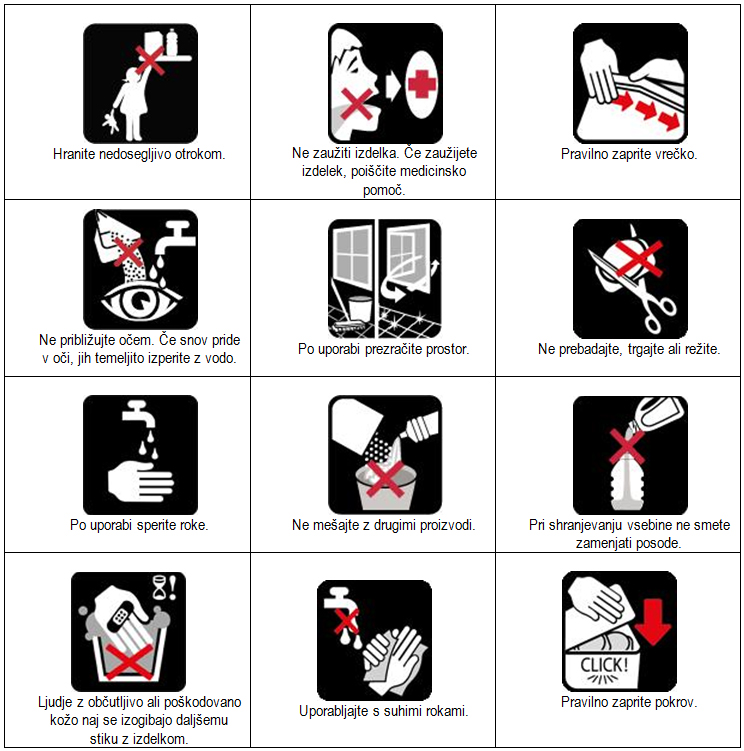 Hranite nedosegljivo otrokom.
Ne zaužiti izdelka. Če zaužijete
izdelek, poiščite medicinsko
pomoč.
Pravilno zaprite vrečko.
Ne približujte očem. Če snov pride
v oči, jih temeljito izperite z vodo.
Po uporabi prezračite prostor.
Ne prebadajte, trgajte ali režite.
Po uporabi sperite roke.
Ne mešajte z drugimi proizvodi.
Pri shranjevanju vsebine ne smete
zamenjati posode.
!
Ljudje z občutljivo ali poškodovano
kožo naj se izogibajo daljšemu
stiku z izdelkom.
Uporabljajte s suhimi rokami.
CLICK!
Pravilno zaprite pokrov.